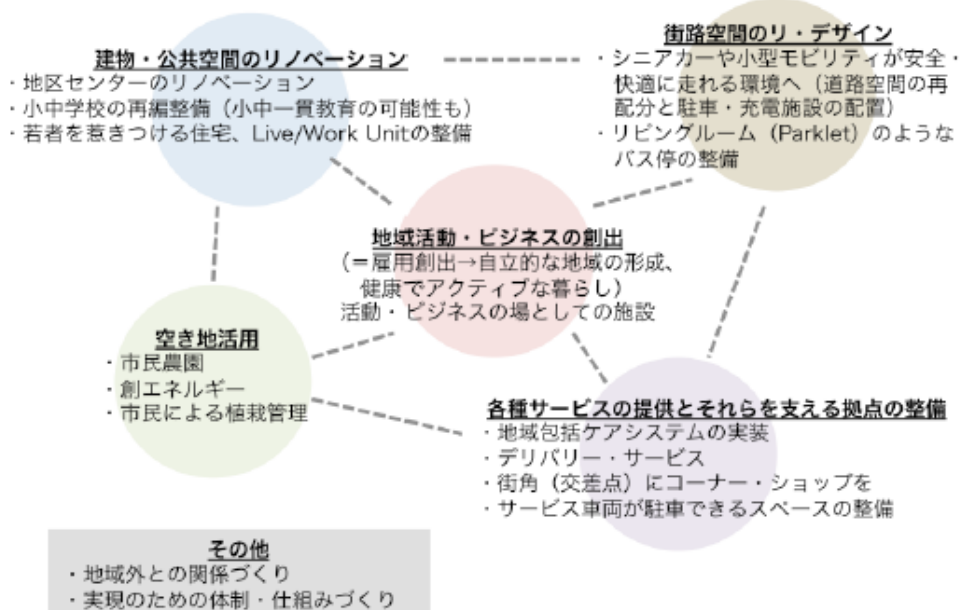 建物・公共空間のリノベーション
・地区センターのリノベーション
・小中学校の再編整備（小中一貫教育の可能性も）
・若者を惹きつける住宅、Live/Work Unitの整備
街路空間のリ・デザイン
・シニアカーや小型モビリティが安全・
快適に走れる環境へ（道路空間の再
配分と駐車・充電施設の配置）
・リビングルーム（Parklet）のような
バス停の整備
地域活動・ビジネスの創出
（＝雇用創出→自立的な地域の形成、
健康でアクティブな暮らし）
活動・ビジネスの場としての施設
空き地活用
・市民農園
・創エネルギー
・市民による植栽管理
各種サービスの提供とそれらを支える拠点の整備
・地域包括ケアシステムの実装
・デリバリー・サービス
・街角（交差点）にコーナー・ショップを
・サービス車両が駐車できるスペースの整備
その他
・地域外との関係づくり
・実現のための体制・仕組みづくり